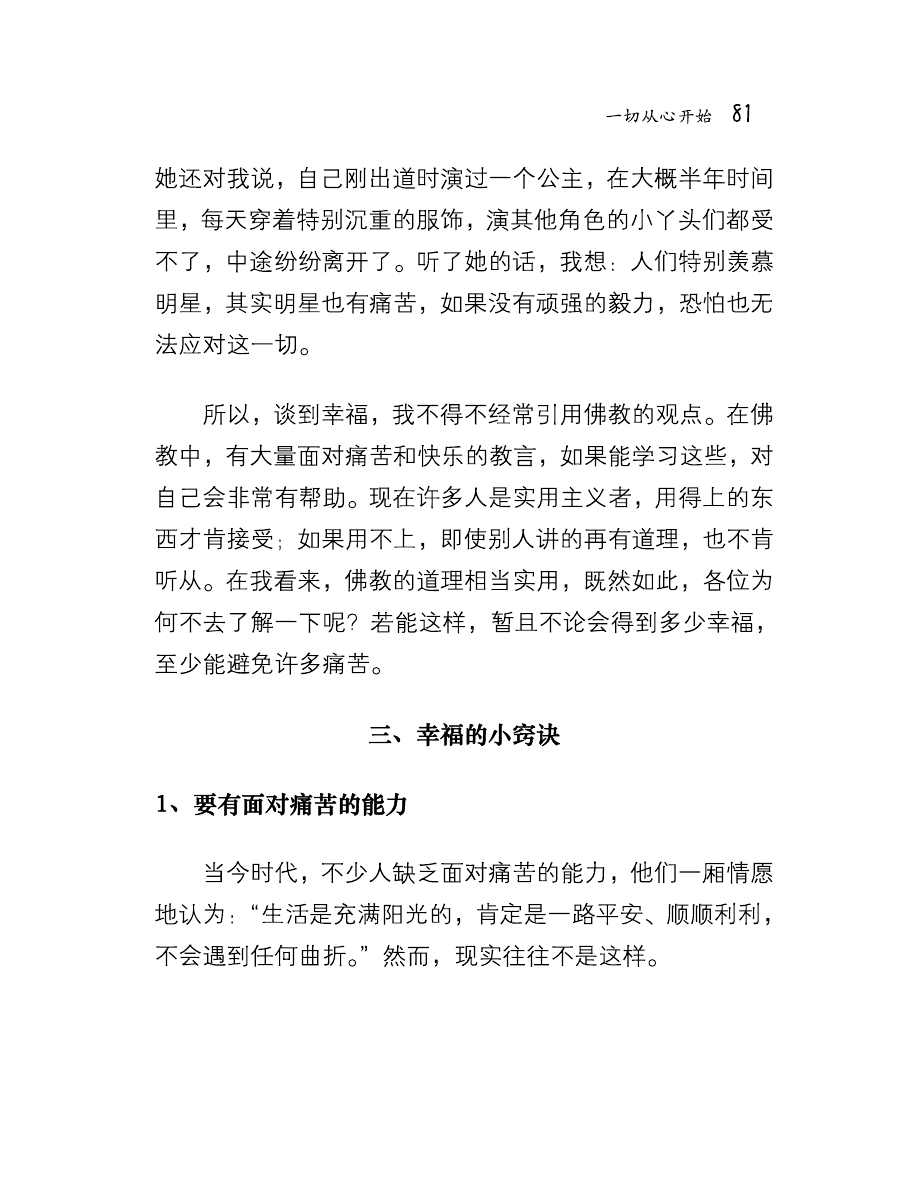 一切从心开始 81
她还对我说，自己刚出道时演过一个公主，在大概半年时间
里，每天穿着特别沉重的服饰，演其他角色的小丫头们都受
不了，中途纷纷离开了。听了她的话，我想：人们特别羡慕
明星，其实明星也有痛苦，如果没有顽强的毅力，恐怕也无
法应对这一切。
所以，谈到幸福，我不得不经常引用佛教的观点。在佛
教中，有大量面对痛苦和快乐的教言，如果能学习这些，对
自己会非常有帮助。现在许多人是实用主义者，用得上的东
西才肯接受；如果用不上，即使别人讲的再有道理，也不肯
听从。在我看来，佛教的道理相当实用，既然如此，各位为
何不去了解一下呢？若能这样，暂且不论会得到多少幸福，
至少能避免许多痛苦。
三、幸福的小窍诀
1、要有面对痛苦的能力
当今时代，不少人缺乏面对痛苦的能力，他们一厢情愿
地认为：“生活是充满阳光的，肯定是一路平安、顺顺利利，
不会遇到任何曲折。”然而，现实往往不是这样。